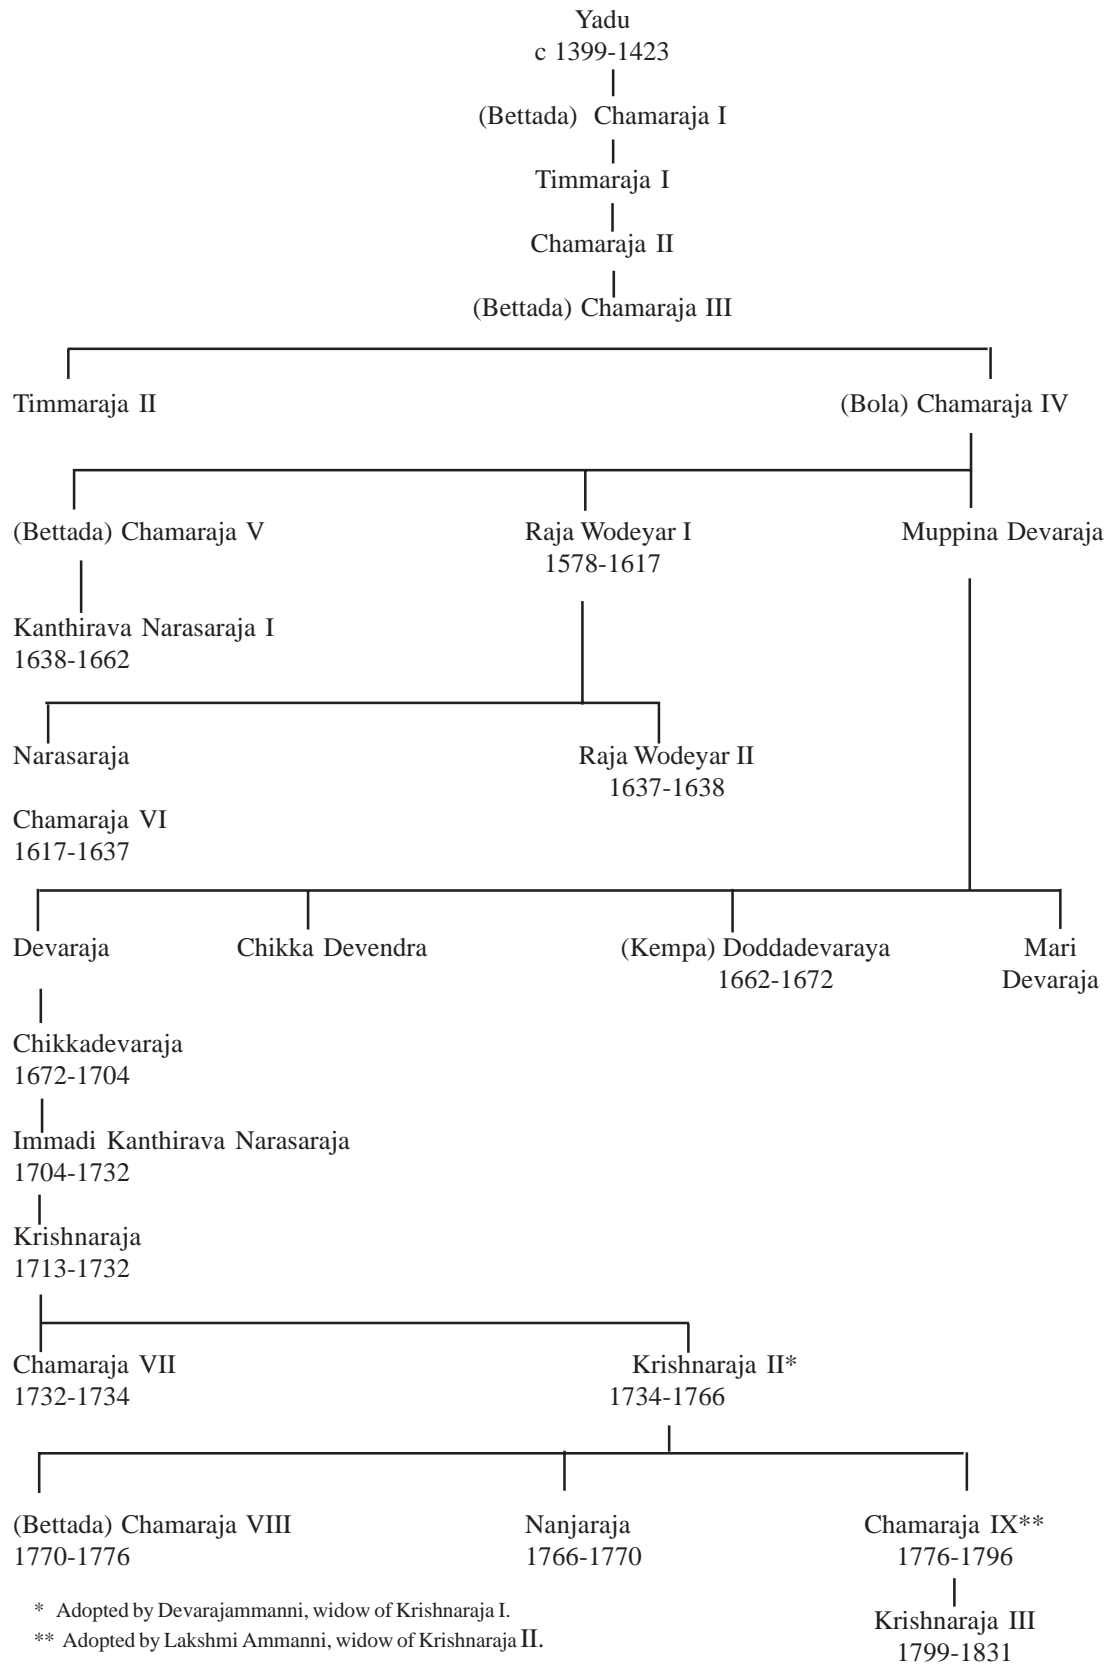 Yadu
c 1399-1423
(Bettada) Chamaraja I
Timmaraja I
Chamaraja II
(Bettada) Chamaraja III
Timmaraja II
(Bola) Chamaraja IV
(Bettada) Chamaraja V
Raja Wodeyar I
1578-1617
Muppina Devaraja
Kanthirava Narasaraja I
1638-1662
Narasaraja
Raja Wodeyar II
1637-1638
Chamaraja VI
1617-1637
Devaraja
Chikka Devendra
(Kempa) Doddadevaraya
1662-1672
Mari
Devaraja
Chikkadevaraja
1672-1704
Immadi Kanthirava Narasaraja
1704-1732
Krishnaraja
1713-1732
Chamaraja VII
1732-1734
Krishnaraja II*
1734-1766
(Bettada) Chamaraja VIII
1770-1776
Nanjaraja
1766-1770
Chamaraja IX**
1776-1796
Krishnaraja III
1799-1831
* Adopted by Devarajammanni, widow of Krishnaraja I.
** Adopted by Lakshmi Ammanni, widow of Krishnaraja II.